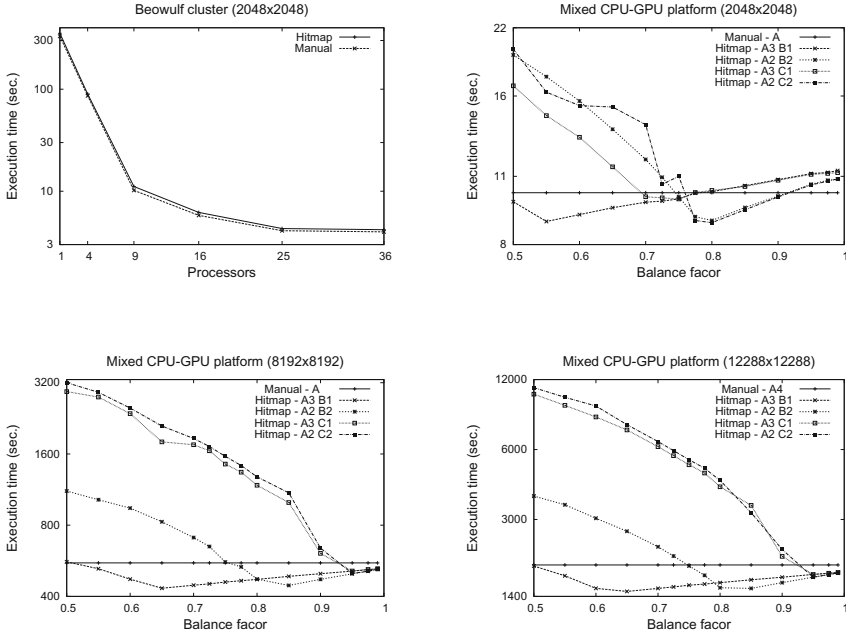 Beowulf cluster (2048x2048)
Execution time (sec.)
300
100
30
10
3
1
4
9
16
25
36
Processors
Hitmap
Manual
Mixed CPU-GPU platform (2048x2048)
Execution time (sec.)
22
16
11
8
0.5
0.6
0.7
0.8
0.9
1
Balance facor
Manual - A
Hitmap - A3 B1
Hitmap - A2 B2
Hitmap - A3 C1
Hitmap - A2 C2
Mixed CPU-GPU platform (8192x8192)
Execution time (sec.)
3200
1600
800
400
0.5
0.6
0.7
0.8
0.9
1
Balance facor
Manual - A
Hitmap - A3 B1
Hitmap - A2 B2
Hitmap - A3 C1
Hitmap - A2 C2
Mixed CPU-GPU platform (12288x12288)
Execution time (sec.)
12000
6000
3000
1400
0.5
0.6
0.7
0.8
0.9
1
Balance facor
Manual - A4
Hitmap - A3 B1
Hitmap - A2 B2
Hitmap - A3 C1
Hitmap - A2 C2